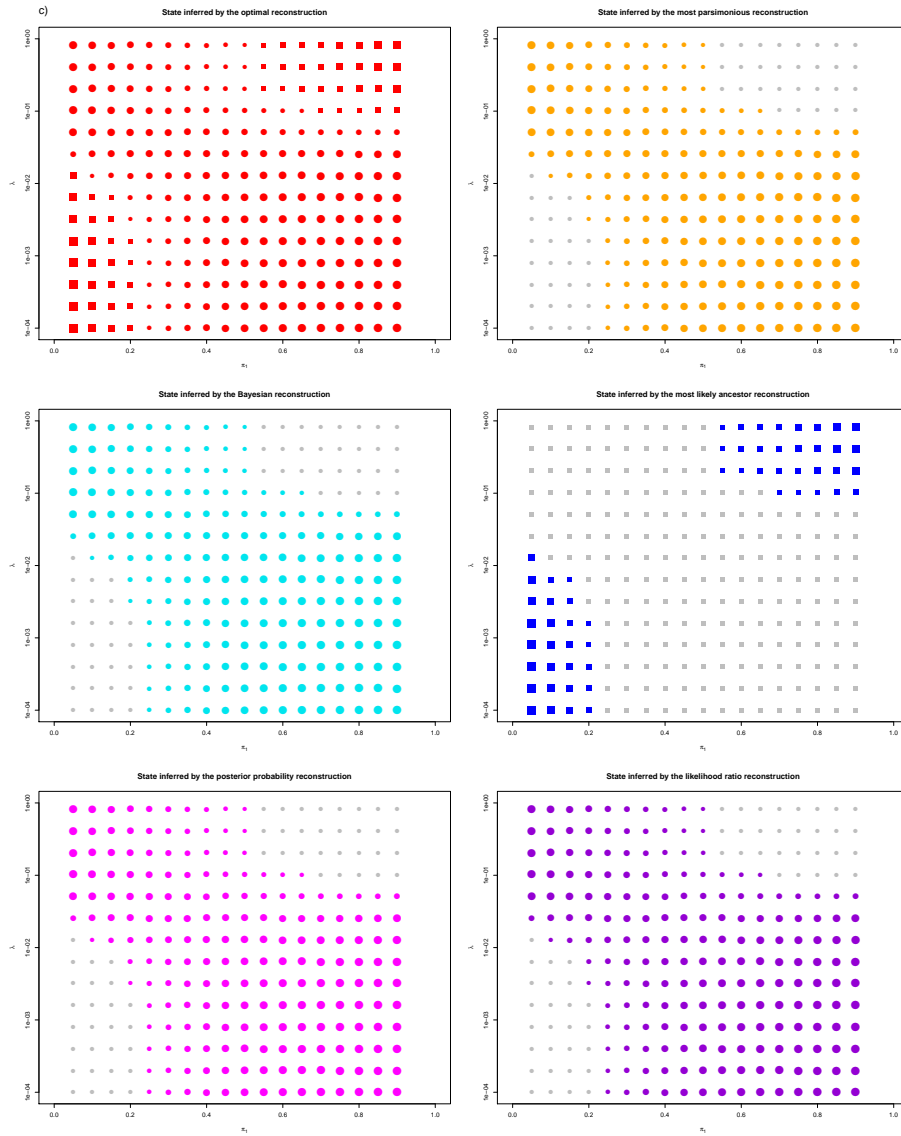 c)
State inferred by the optimal reconstruction
1e+00
1e-01
1e-02
1e-03
1e-04
λ
0.0 0.2 0.4 0.6 0.8 1.0
π1
State inferred by the most parsimonious reconstruction
1e+00
1e-01
1e-02
1e-03
1e-04
λ
0.0 0.2 0.4 0.6 0.8 1.0
π1
State inferred by the Bayesian reconstruction
1e+00
1e-01
1e-02
1e-03
1e-04
λ
0.0 0.2 0.4 0.6 0.8 1.0
π1
State inferred by the most likely ancestor reconstruction
1e+00
1e-01
1e-02
1e-03
1e-04
λ
0.0 0.2 0.4 0.6 0.8 1.0
π1
State inferred by the posterior probability reconstruction
1e+00
1e-01
1e-02
1e-03
1e-04
λ
0.0 0.2 0.4 0.6 0.8 1.0
π1
State inferred by the likelihood ratio reconstruction
1e+00
1e-01
1e-02
1e-03
1e-04
λ
0.0 0.2 0.4 0.6 0.8 1.0
π1